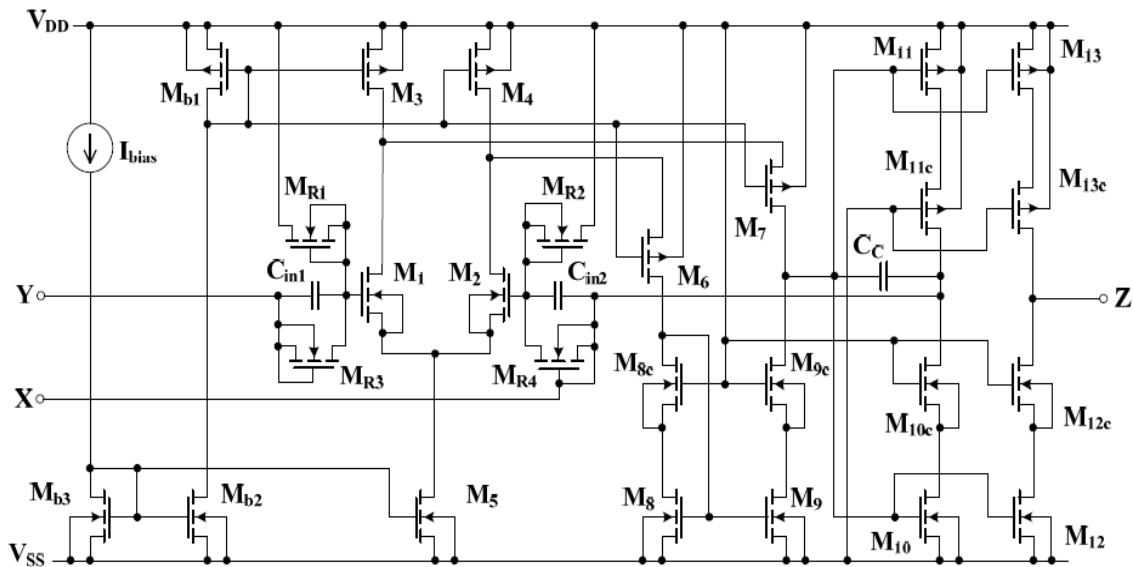 VDD
M11
M13
Mb1
M3
M4
Ibias
MR1
MR2
M11c
M13c
M7
CC
Cin1
M1
M2
Cin2
M6
Y
Z
MR3
MR4
M8c
M9c
X
M10c
M12c
Mb3
Mb2
M5
M8
M9
M10
M12
VSS